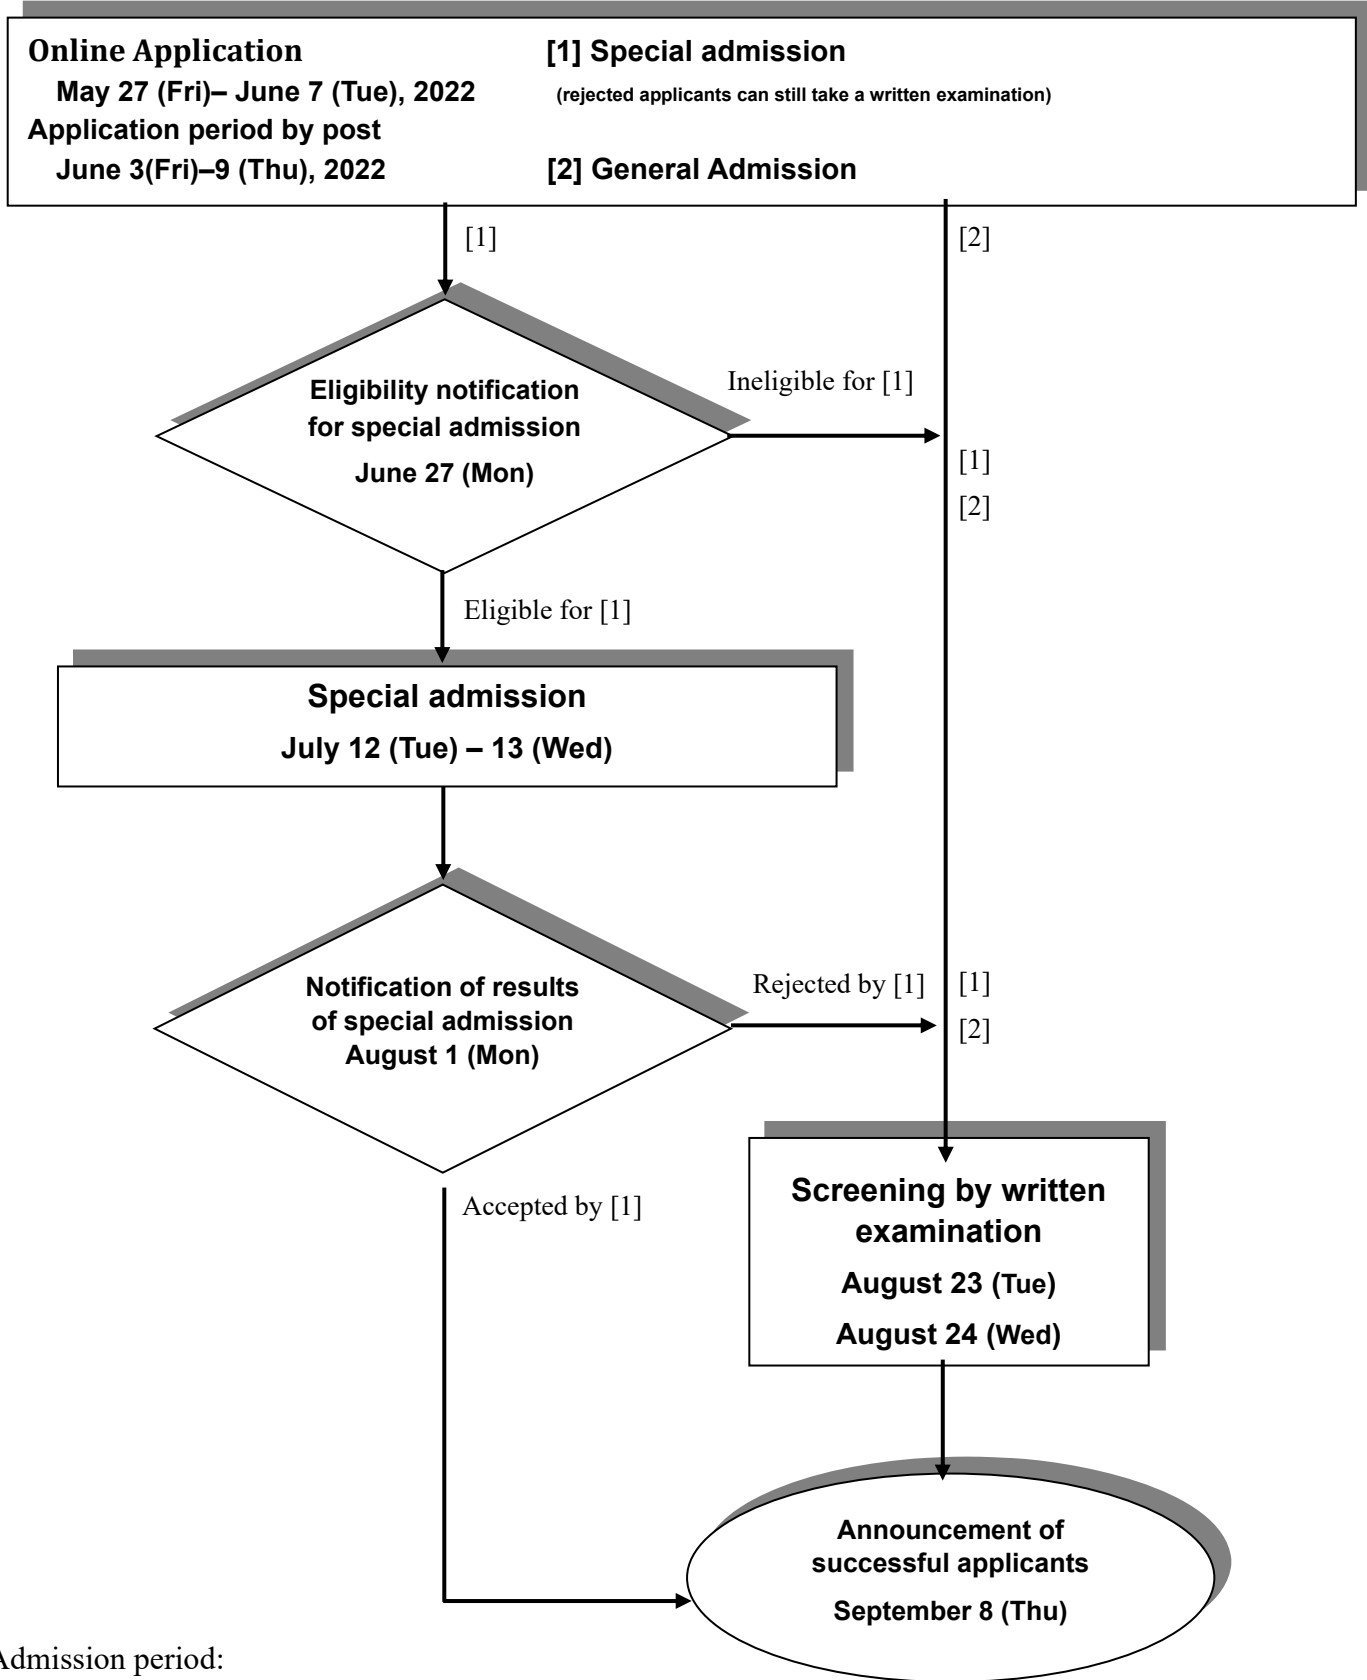 Online Application
May 27 (Fri)– June 7 (Tue), 2022
Application period by post
June 3(Fri)–9 (Thu), 2022
[1] Special admission
(rejected applicants can still take a written examination)
[2] General Admission
[1]
[2]
Eligibility notification
for special admission
June 27 (Mon)
Ineligible for [1]
[1]
[2]
Eligible for [1]
Special admission
July 12 (Tue) – 13 (Wed)
Notification of results
of special admission
August 1 (Mon)
Rejected by [1]
[1]
[2]
Accepted by [1]
Screening by written
examination
August 23 (Tue)
August 24 (Wed)
Announcement of
successful applicants
September 8 (Thu)
Admission period: